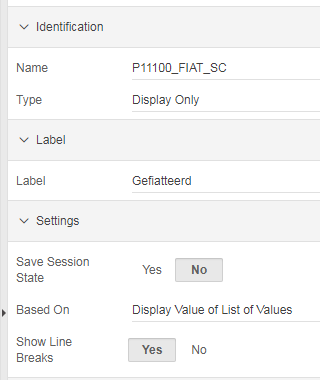 Identification
Name P11100_FIAT_SC
Type Display Only
Label
Label Gefiatteerd
Settings
Save Session State Yes No
Based On Display Value of List of Values
Show Line Breaks Yes No